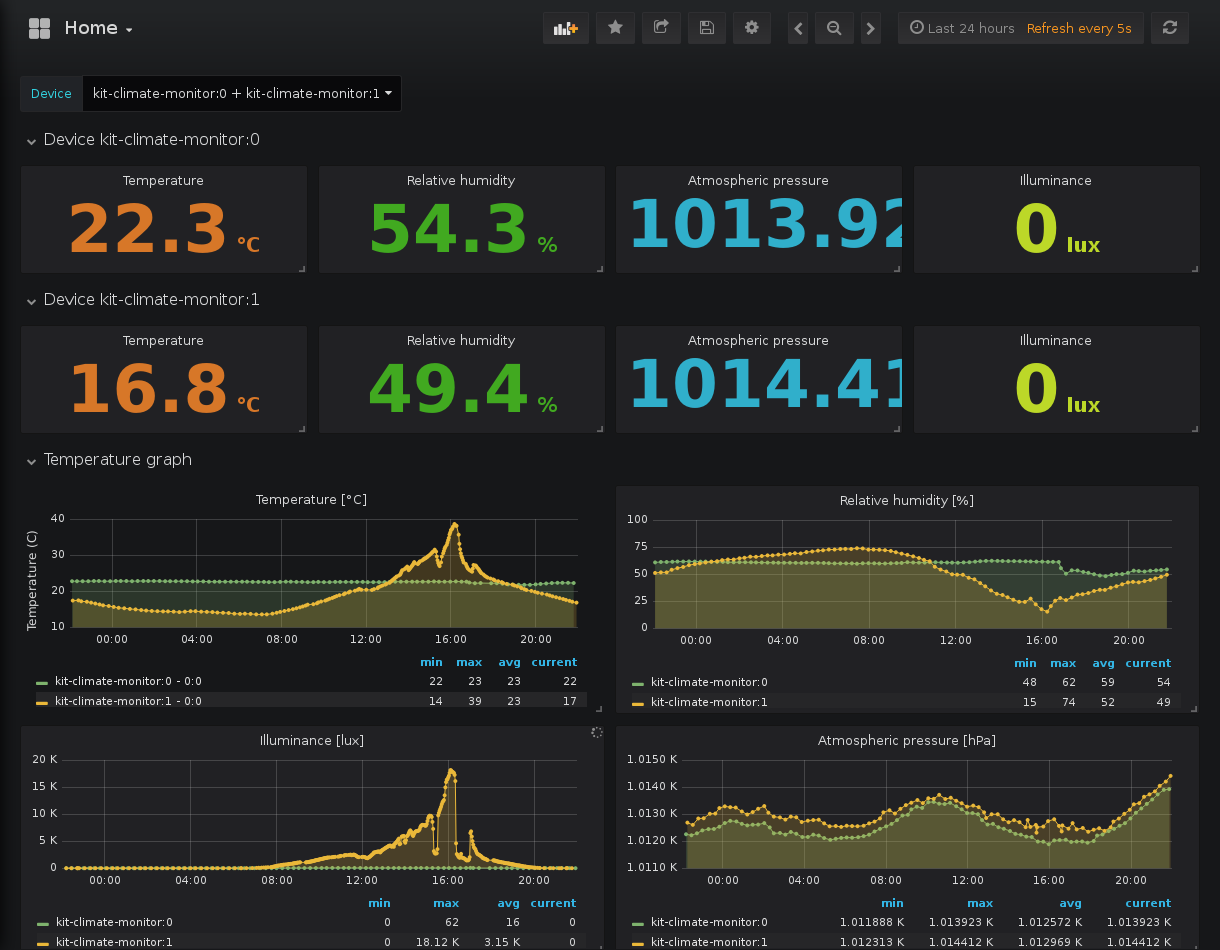 Home
Last 24 hours Refresh every 5s
Device kit-climate-monitor:0 + kit-climate-monitor:1
Device kit-climate-monitor:0
Temperature Relative humidity Atmospheric pressure Illuminance
22.3 °C 54.3 % 1013.92 0 lux
Device kit-climate-monitor:1
Temperature Relative humidity Atmospheric pressure Illuminance
16.8 °C 49.4 % 1014.41 0 lux
Temperature graph
Temperature [°C]
Temperature (C)
40
30
20
10
00:00 04:00 08:00 12:00 16:00 20:00
min max avg current
kit-climate-monitor:0 - 0:0 22 23 23 22
kit-climate-monitor:1 - 0:0 14 39 23 17
Relative humidity [%]
100
75
50
25
0
00:00 04:00 08:00 12:00 16:00 20:00
min max avg current
kit-climate-monitor:0 48 62 59 54
kit-climate-monitor:1 15 74 52 49
Illuminance [lux]
20 K
15 K
10 K
5 K
0
00:00 04:00 08:00 12:00 16:00 20:00
min max avg current
kit-climate-monitor:0 0 62 16 0
kit-climate-monitor:1 0 18.12 K 3.15 K 0
Atmospheric pressure [hPa]
1.0150 K
1.0140 K
1.0130 K
1.0120 K
1.0110 K
00:00 04:00 08:00 12:00 16:00 20:00
min max avg current
kit-climate-monitor:0 1.011888 K 1.013923 K 1.012572 K 1.013923 K
kit-climate-monitor:1 1.012313 K 1.014412 K 1.012969 K 1.014412 K